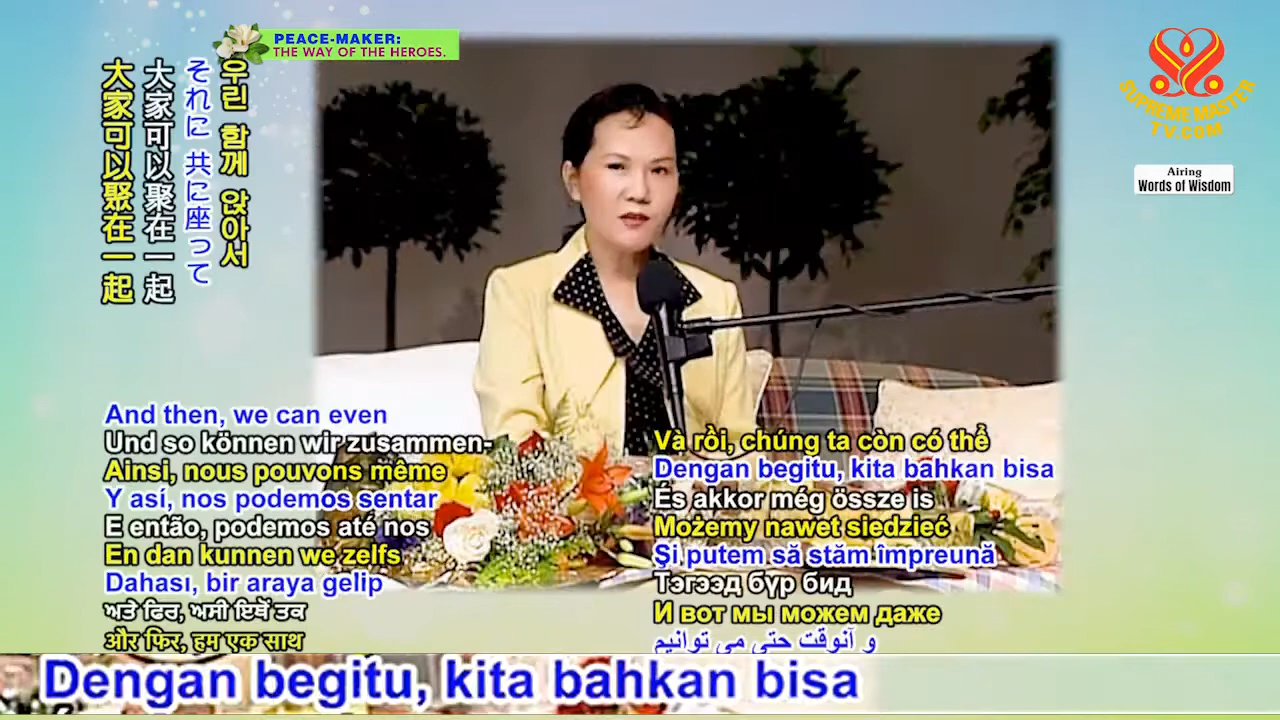 PEACE-MAKER:
THE WAY OF THE HEROES.
SUPREME MASTER
TV.COM
Airing
Words of Wisdom
우린 함께 앉아서
それに 共に座って
大家可以聚在一起
大家可以聚在一起
And then, we can even
Und so können wir zusammen-
Ainsi, nous pouvons même
Y así, nos podemos sentar
E então, podemos até nos
En dan kunnen we zelfs
Dahası, bir araya gelip
ਅਤੇ ਫਿਰ, ਅਸੀ ਇਥੋਂ ਤਕ
और फिर, हम एक साथ
Và rồi, chúng ta còn có thể
Dengan begitu, kita bahkan bisa
És akkor még össze is
Możemy nawet siedzieć
Şi putem să stăm împreună
Тэгээд бүр бид
И вот мы можем даже
و آنوقت حتی می توانیم
Dengan begitu, kita bahkan bisa